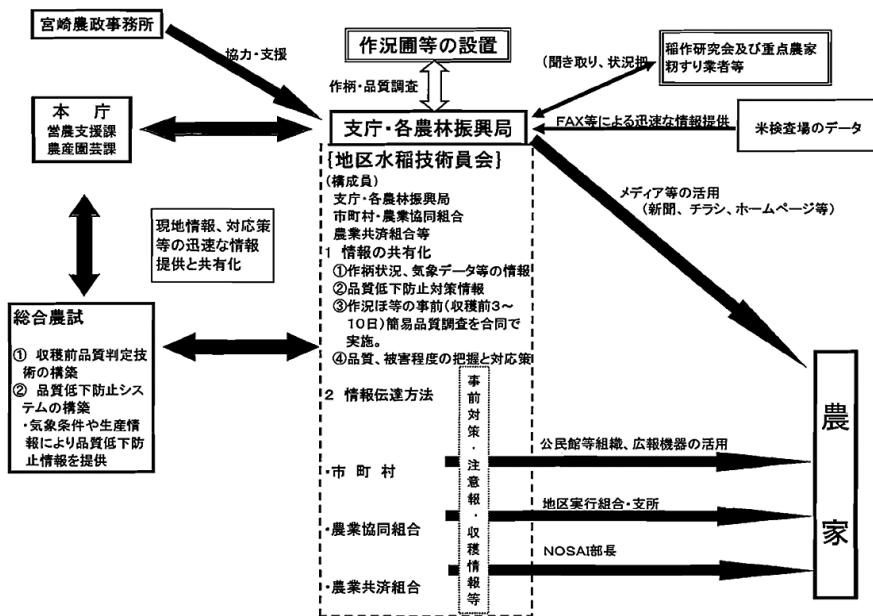 宮崎農政事務所
協力・支援
作況圃等の設置
作柄・品質調査
(聞き取り、状況把
稲作研究会及び重点農家
籾すり業者等
本 庁
営農支援課
農産園芸課
支庁・各農林振興局
FAX等による迅速な情報提供
米検査場のデータ
{地区水稲技術員会}
(構成員)
支庁・各農林振興局
市町村・農業協同組合
農業共済組合等
1 情報の共有化
①作柄状況、気象データ等の情報
②品質低下防止対策情報
③作況ほ等の事前(収穫前3～
10日)簡易品質調査を合同で
実施。
④品質、被害程度の把握と対応策
2 情報伝達方法
・市 町 村
・農業協同組合
・農業共済組合
事前対策・注意報・収穫情報等
メディア等の活用
(新聞、チラシ、ホームページ等)
現地情報、対応策
等の迅速な情報
提供と共有化
総合農試
① 収穫前品質判定技
術の構築
② 品質低下防止シス
テムの構築
・気象条件や生産情
報により品質低下防
止情報を提供
公民館等組織、広報機器の活用
地区実行組合・支所
NOSAI部長
農家